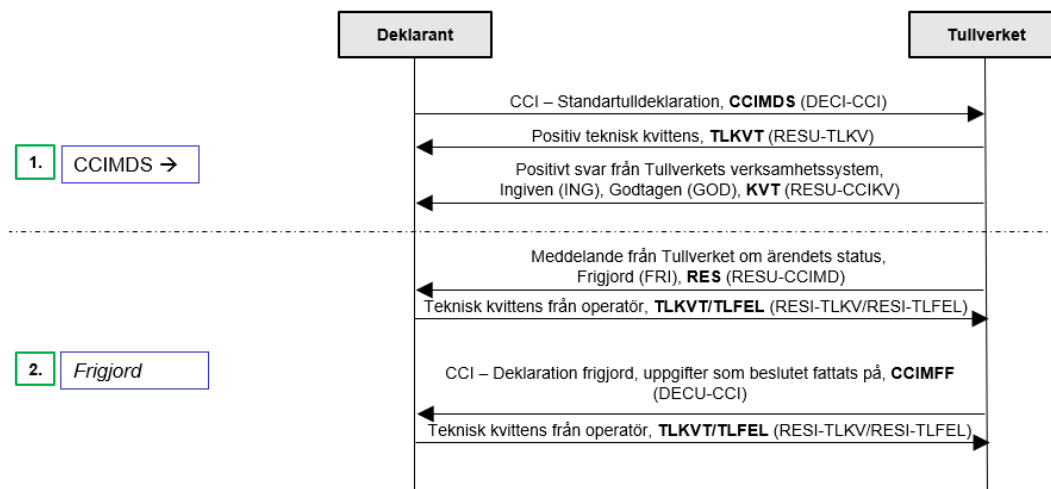 Deklarant
Tullverket
CCI – Standartulldeklaration, CCIMDS (DECI-CCI)
Positiv teknisk kvittens, TLKVT (RESU-TLKV)
1.
CCIMDS →
Positivt svar från Tullverkets verksamhetssystem,
Ingiven (ING), Godtagen (GOD), KVT (RESU-CCIKV)
Meddelande från Tullverket om ärendets status,
Frigjord (FRI), RES (RESU-CCIMD)
Teknisk kvittens från operatör, TLKVT/TLFEL (RESI-TLKV/RESI-TLFEL)
2.
Frigjord
CCI – Deklaration frigjord, uppgifter som beslutet fattats på, CCIMFF
(DECU-CCI)
Teknisk kvittens från operatör, TLKVT/TLFEL (RESI-TLKV/RESI-TLFEL)